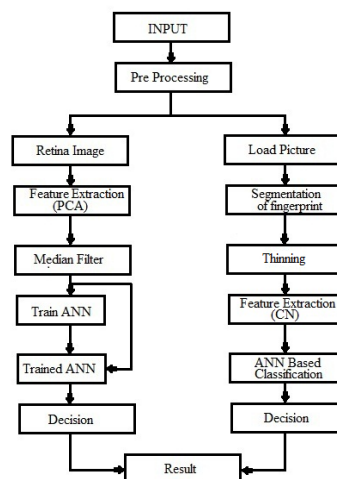 INPUT
Pre Processing
Retina Image
Feature Extraction
(PCA)
Median Filter
Train ANN
Trained ANN
Decision
Load Picture
Segmentation
of fingerprint
Thinning
Feature Extraction
(CN)
ANN Based
Classification
Decision
Result